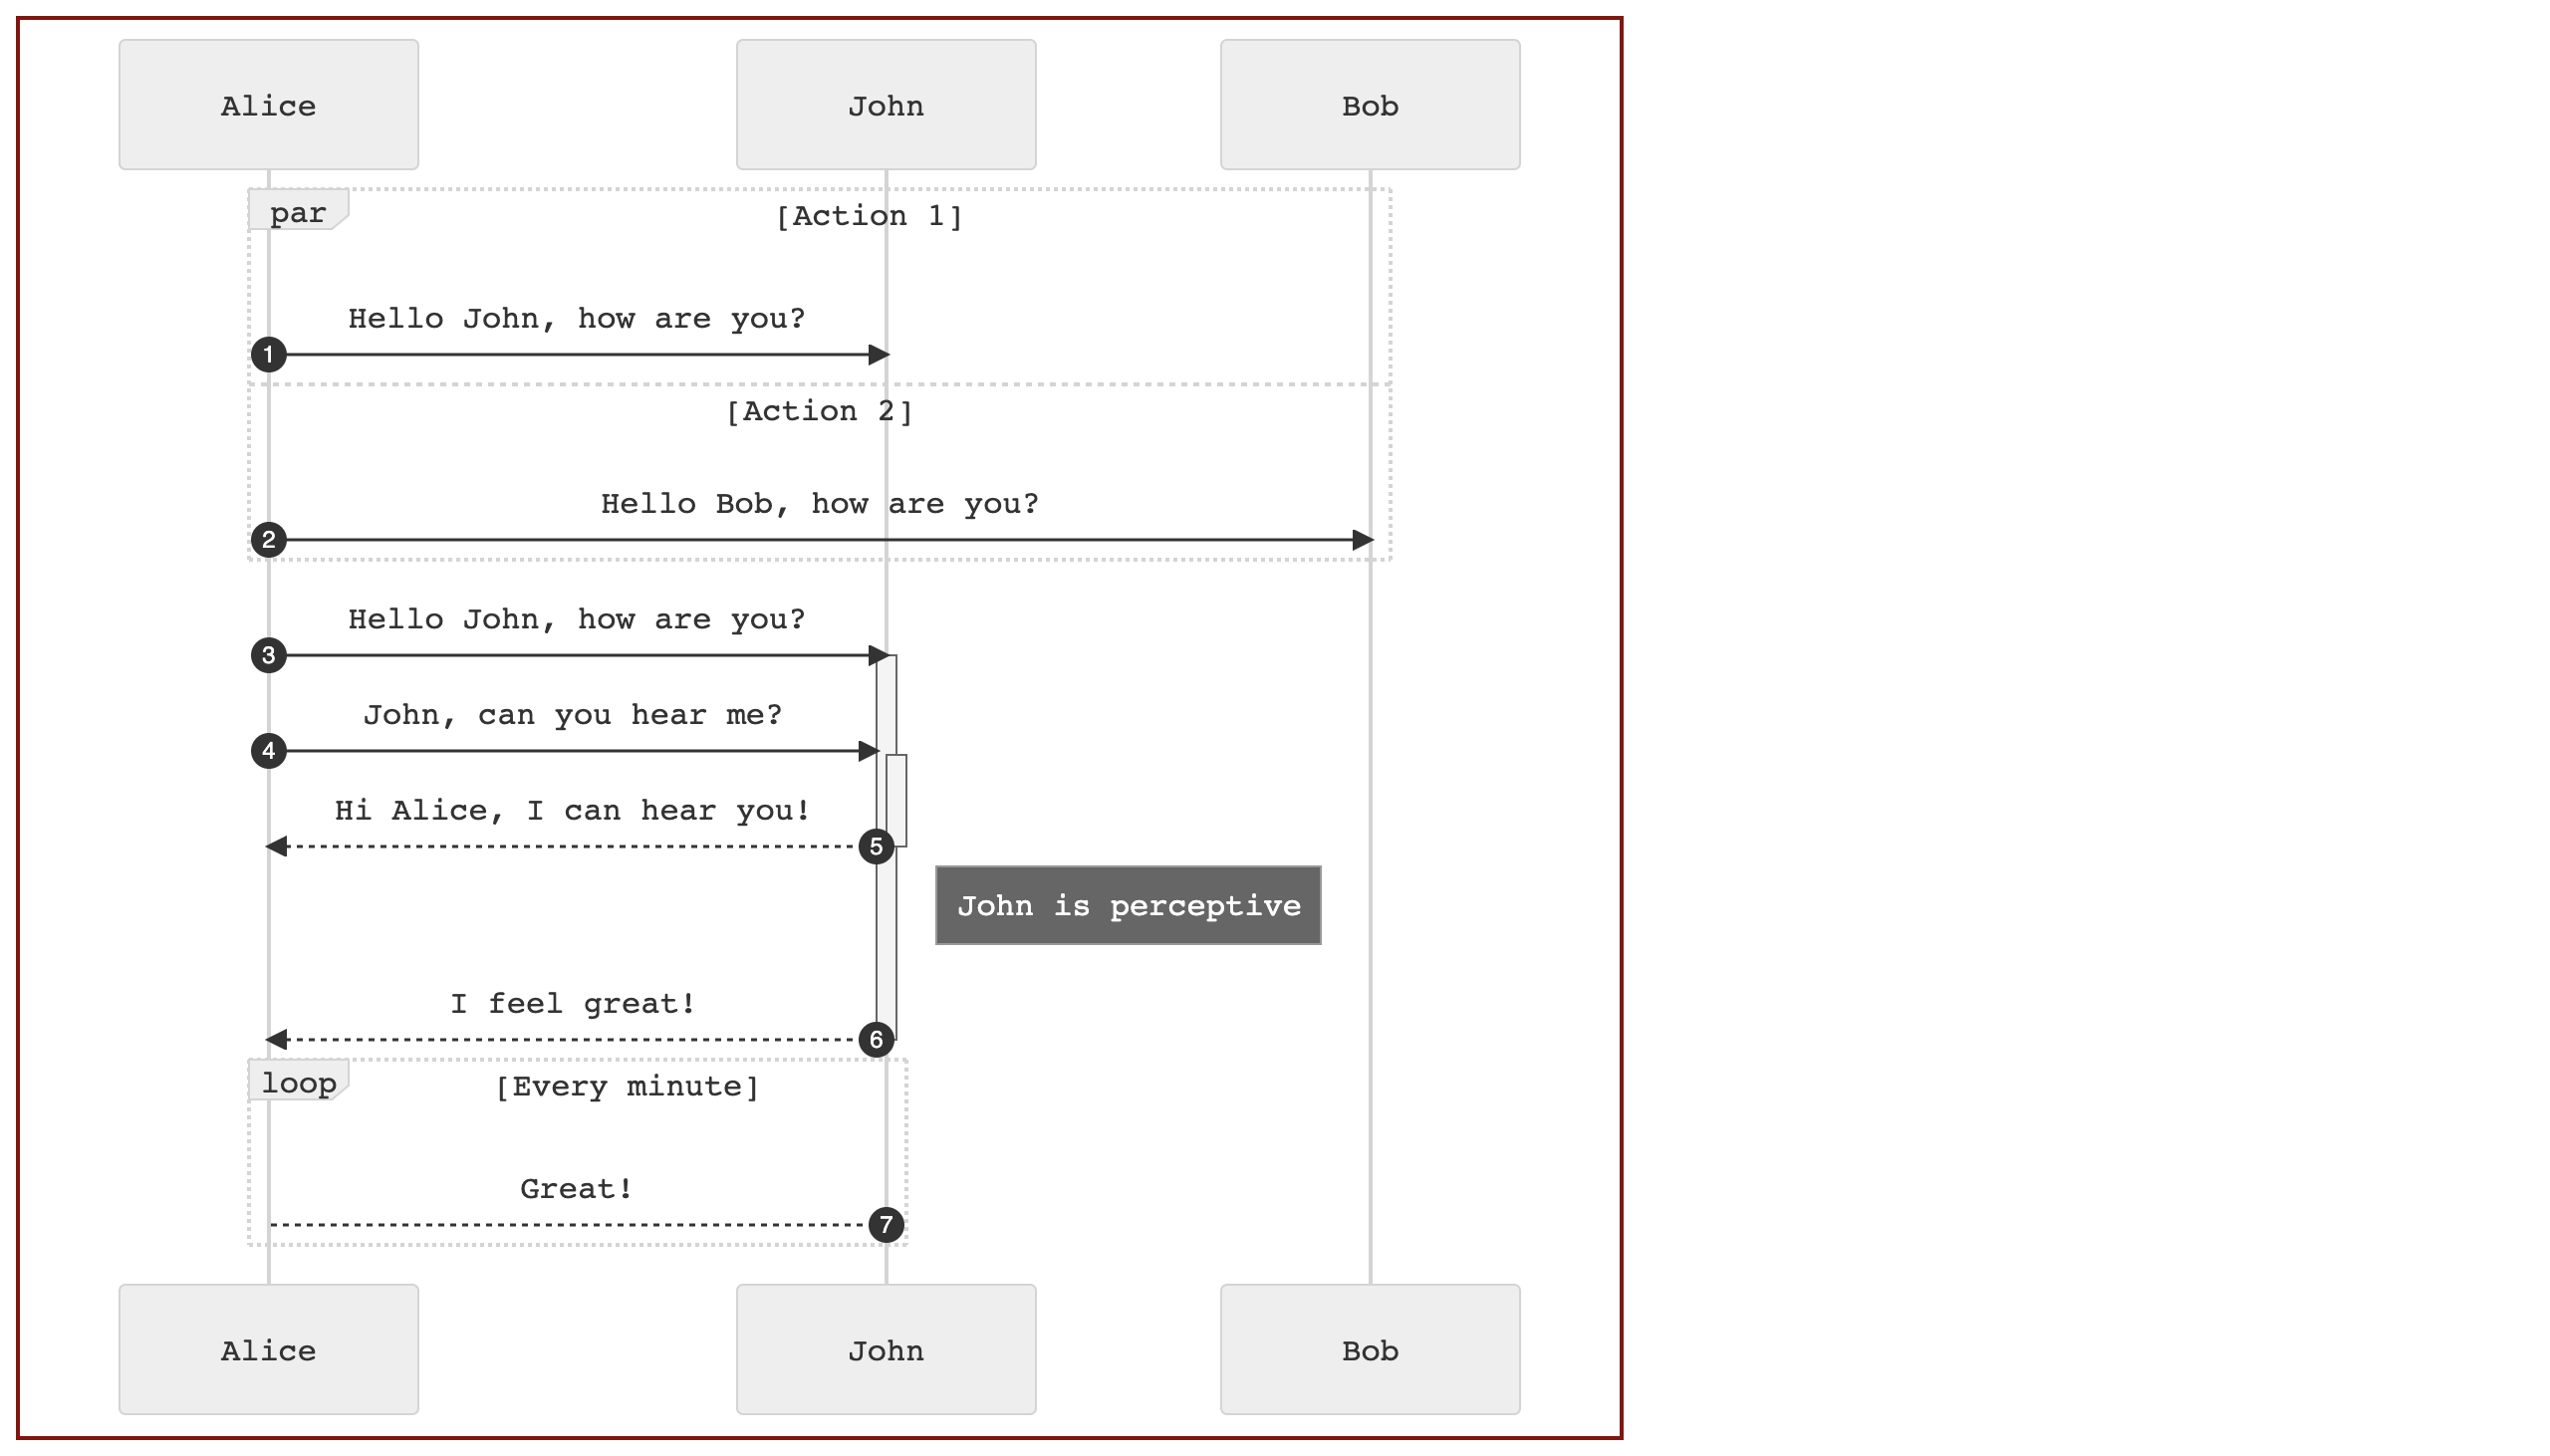 Alice
John
Bob
par
[Action 1]
Hello John, how are you?
1
[Action 2]
Hello Bob, how are you?
2
Hello John, how are you?
3
John, can you hear me?
4
Hi Alice, I can hear you!
5
John is perceptive
I feel great!
6
loop
[Every minute]
Great!
7
Alice
John
Bob